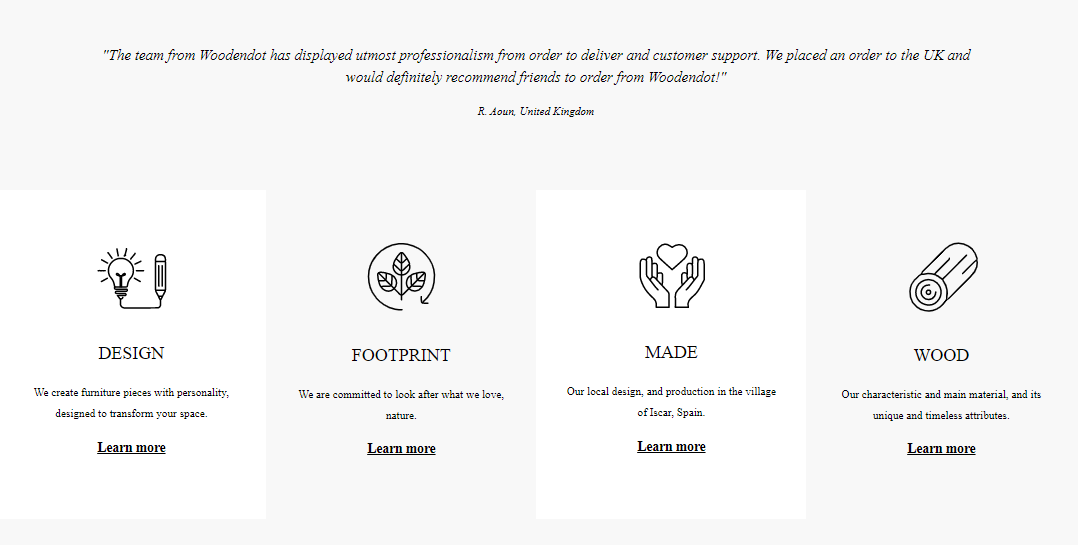 "The team from Woodendot has displayed utmost professionalism from order to deliver and customer support. We placed an order to the UK and
would definitely recommend friends to order from Woodendot!"
R. Aoun, United Kingdom
DESIGN
We create furniture pieces with personality,
designed to transform your space.
Learn more
FOOTPRINT
We are committed to look after what we love,
nature.
Learn more
MADE
Our local design, and production in the village
of Iscar, Spain.
Learn more
WOOD
Our characteristic and main material, and its
unique and timeless attributes.
Learn more